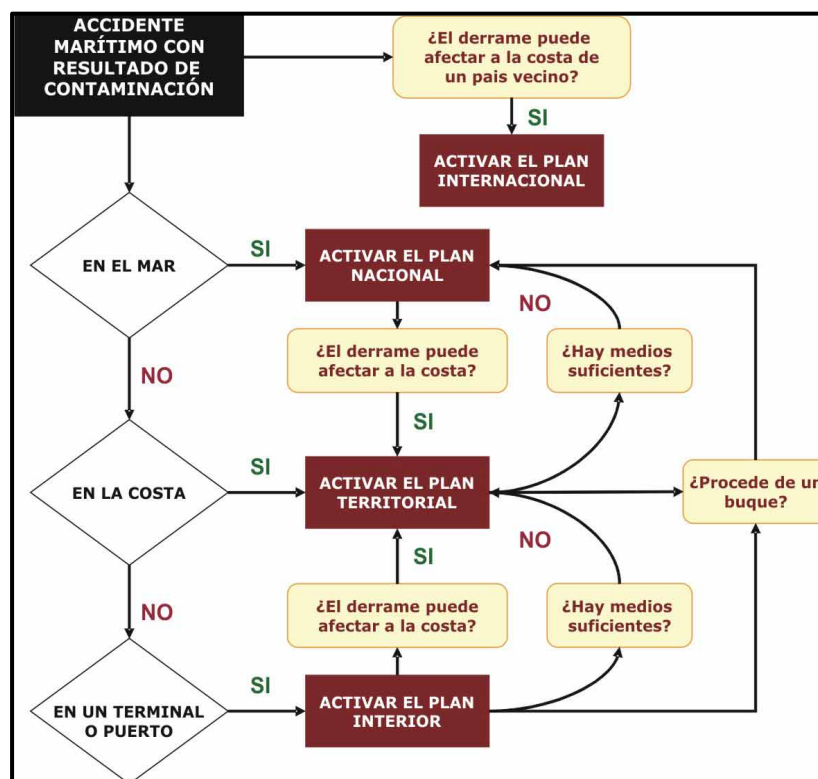 ACCIDENTE
MARÍTIMO CON
RESULTADO DE
CONTAMINACIÓN
¿El derrame puede
afectar a la costa de
un pais vecino?
SI
ACTIVAR EL PLAN
INTERNACIONAL
EN EL MAR
SI
ACTIVAR EL PLAN
NACIONAL
NO
NO
¿El derrame puede
afectar a la costa?
¿Hay medios
suficientes?
SI
EN LA COSTA
SI
ACTIVAR EL PLAN
TERRITORIAL
¿Procede de un
buque?
NO
SI
NO
¿El derrame puede
afectar a la costa?
¿Hay medios
suficientes?
EN UN TERMINAL
O PUERTO
SI
ACTIVAR EL PLAN
INTERIOR